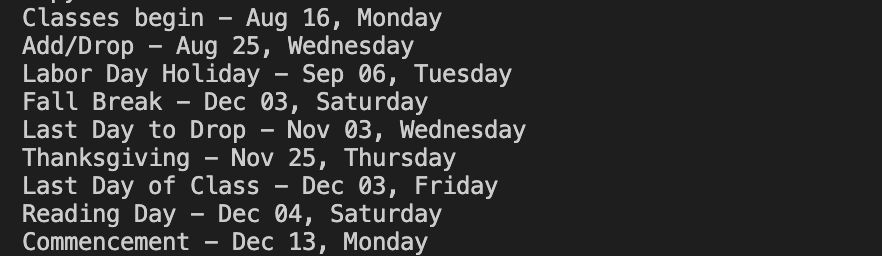 Classes begin – Aug 16, Monday
Add/Drop – Aug 25, Wednesday
Labor Day Holiday – Sep 06, Tuesday
Fall Break – Dec 03, Saturday
Last Day to Drop – Nov 03, Wednesday
Thanksgiving – Nov 25, Thursday
Last Day of Class – Dec 03, Friday
Reading Day – Dec 04, Saturday
Commencement – Dec 13, Monday